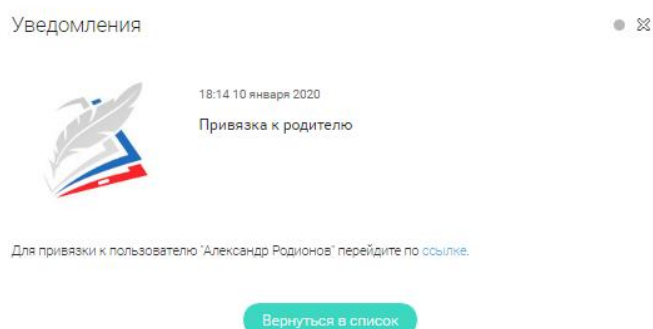 Уведомления
18:14 10 января 2020
Привязка к родителю
Для привязки к пользователю "Александр Родионов" перейдите по ссылке.
Вернуться в список